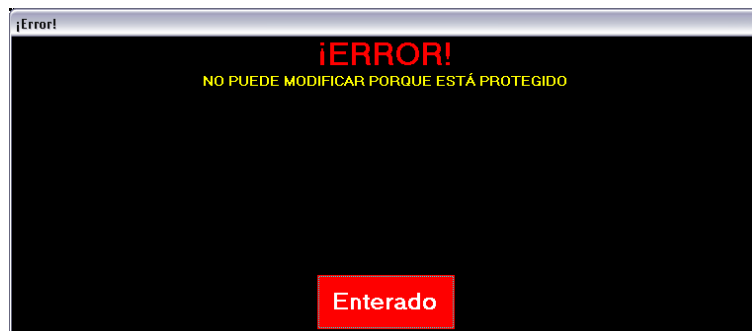 ¡Error!
¡ERROR!
NO PUEDE MODIFICAR PORQUE ESTÁ PROTEGIDO
Enterado